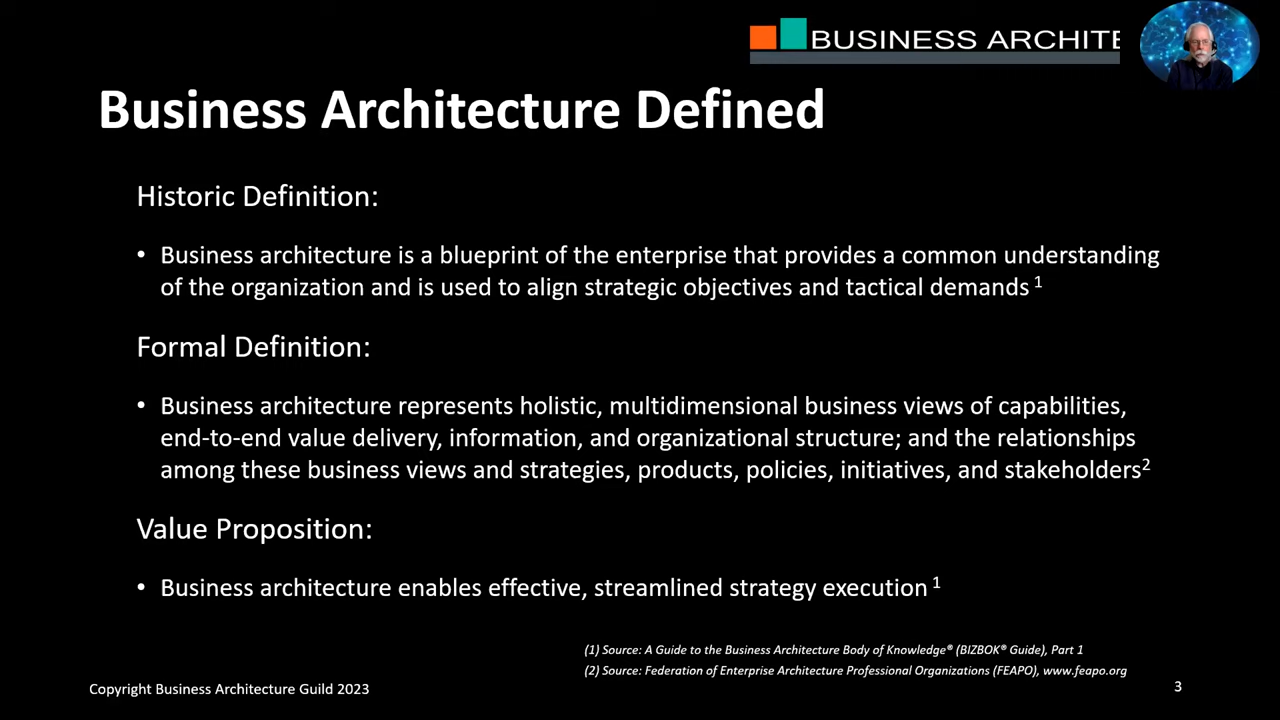 BUSINESS ARCHITE
Business Architecture Defined
Historic Definition:
• Business architecture is a blueprint of the enterprise that provides a common understanding
of the organization and is used to align strategic objectives and tactical demands 1
Formal Definition:
• Business architecture represents holistic, multidimensional business views of capabilities,
end-to-end value delivery, information, and organizational structure; and the relationships
among these business views and strategies, products, policies, initiatives, and stakeholders2
Value Proposition:
• Business architecture enables effective, streamlined strategy execution 1
(1) Source: A Guide to the Business Architecture Body of Knowledge® (BIZBOK® Guide), Part 1
(2) Source: Federation of Enterprise Architecture Professional Organizations (FEAPO), www.feapo.org
Copyright Business Architecture Guild 2023
3